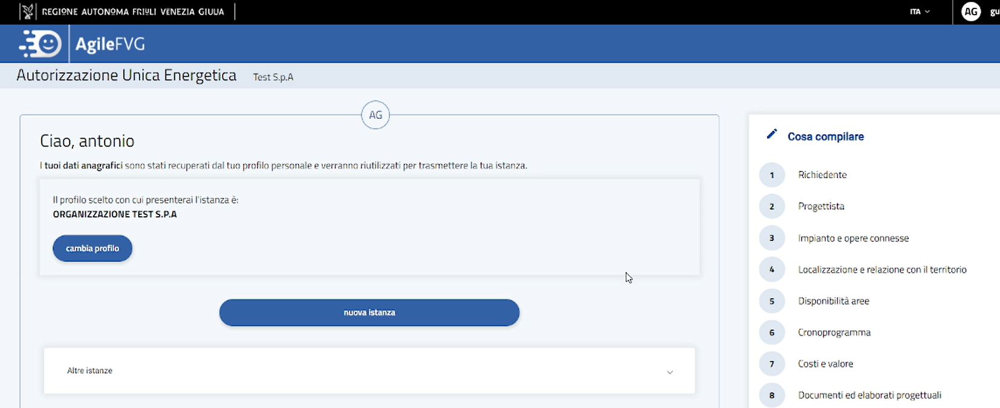 REGIONE AUTONOMA FRIULI VENEZIA GIULIA
ITA
AG
AgileFVG
Autorizzazione Unica Energetica
Test S.p.A
AG
Ciao, antonio
I tuoi dati anagrafici sono stati recuperati dal tuo profilo personale e verranno riutilizzati per trasmettere la tua istanza.
Il profilo scelto con cui presenterai l'istanza è:
ORGANIZZAZIONE TEST S.P.A
cambia profilo
nuova istanza
Altre istanze
Cosa compilare
1 Richiedente
2 Progettista
3 Impianto e opere connesse
4 Localizzazione e relazione con il territorio
5 Disponibilità aree
6 Cronoprogramma
7 Costi e valore
8 Documenti ed elaborati progettuali